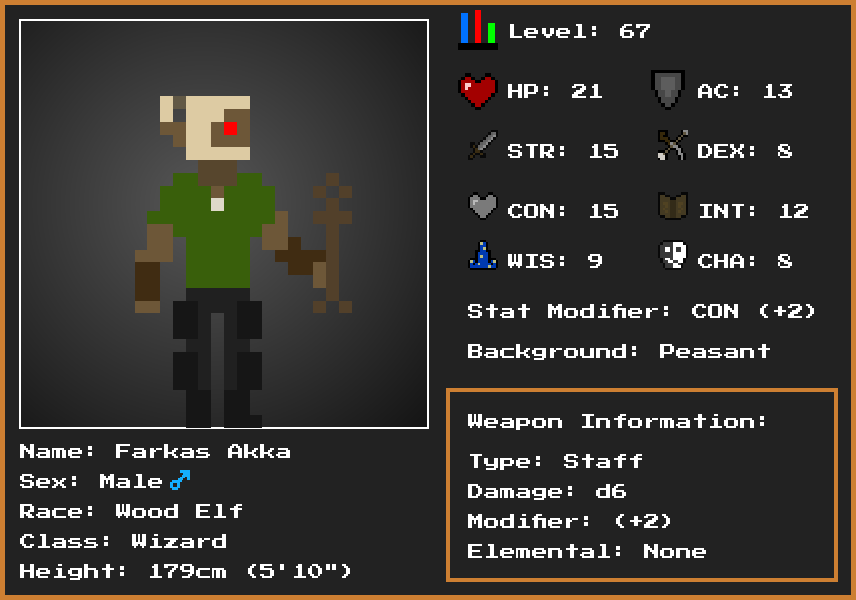 Level: 67
HP: 21 AC: 13
STR: 15 DEX: 8
CON: 15 INT: 12
WIS: 9 CHA: 8
Stat Modifier: CON (+2)
Background: Peasant
Weapon Information:
Type: Staff
Damage: d6
Modifier: (+2)
Elemental: None
Name: Farkas Akka
Sex: Male ♂
Race: Wood Elf
Class: Wizard
Height: 179cm (5'10")